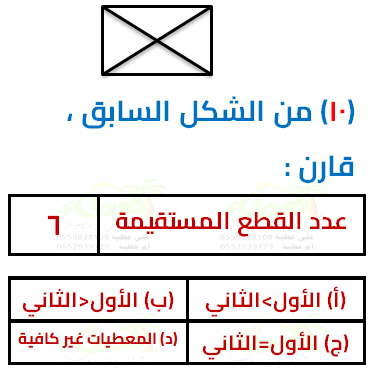 (١٠) من الشكل السابق ،
قارن :
عدد القطع المستقيمة ٦
(أ) الأول>الثاني (ب) الأول<الثاني
(ج) الأول=الثاني (د) المعطيات غير كافية